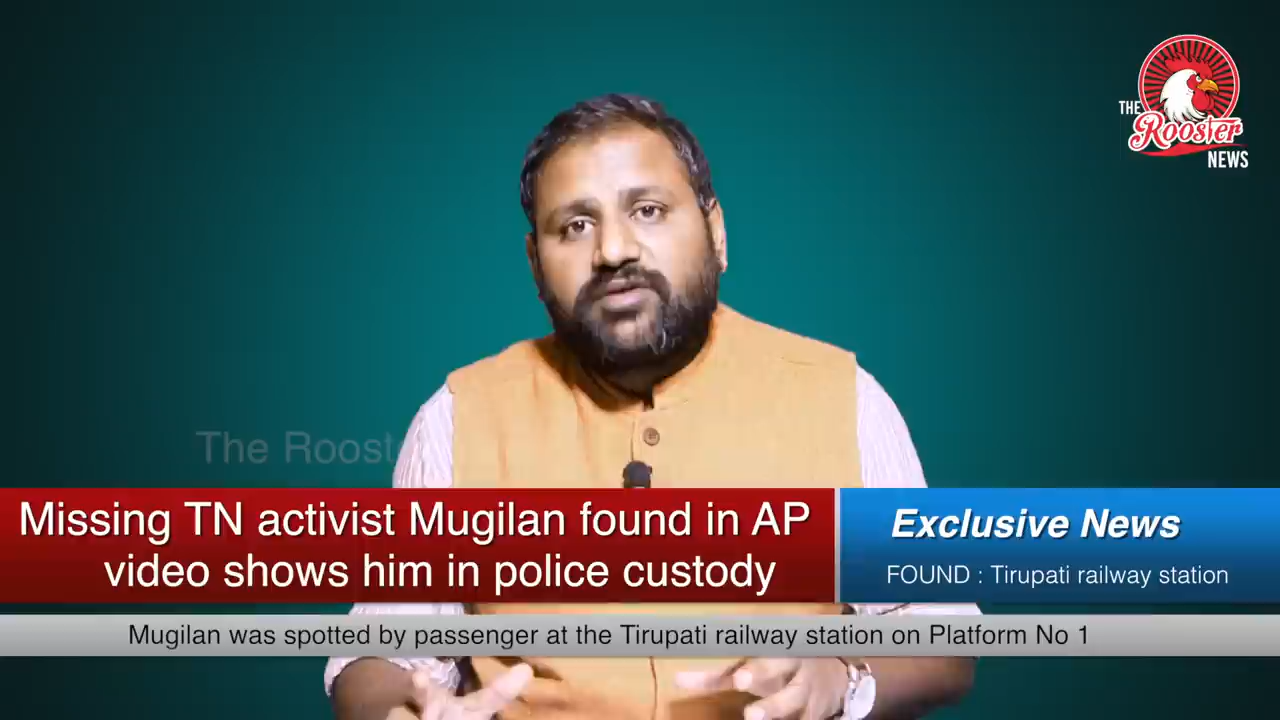 THE
Rooster
NEWS
The Roost
Missing TN activist Mugilan found in AP
video shows him in police custody
Exclusive News
FOUND : Tirupati railway station
Mugilan was spotted by passenger at the Tirupati railway station on Platform No 1